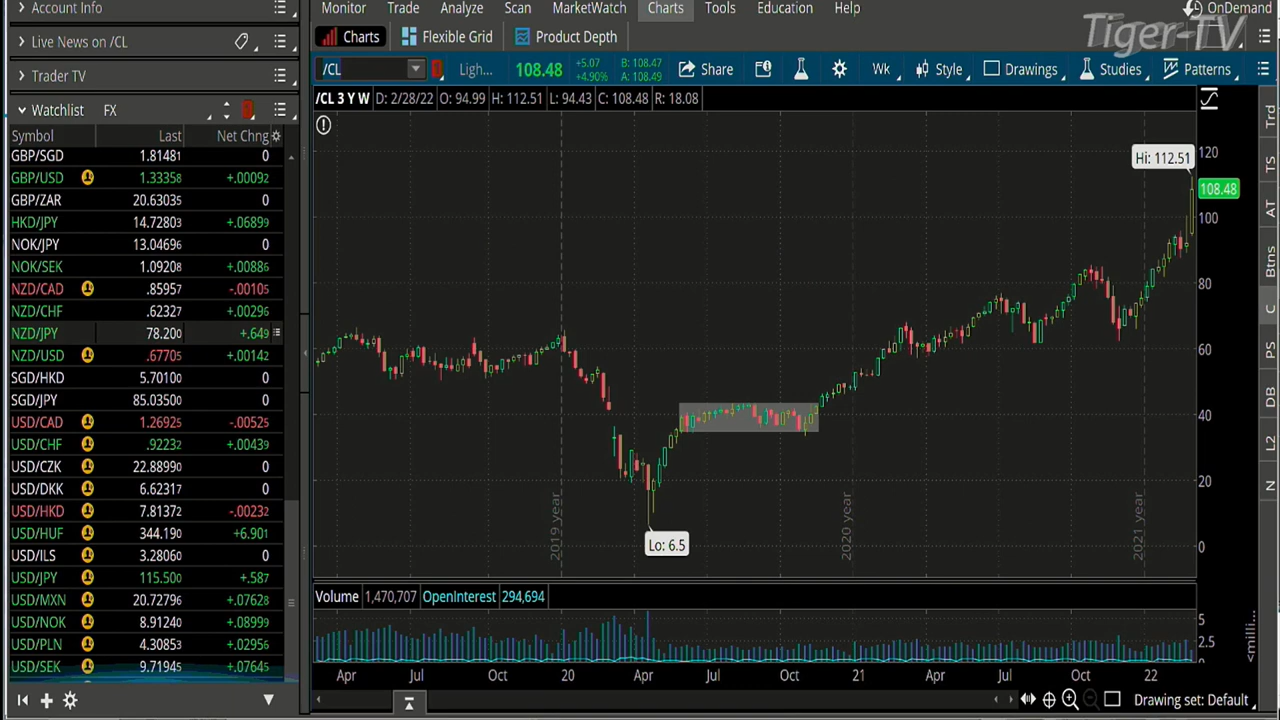 Account Info
Monitor Trade Analyze Scan MarketWatch Charts Tools Education Help
OnDemand
Tiger-TV
Live News on /CL
Charts Flexible Grid Product Depth
Trader TV
/CL Ligh... 108.48 +5.07 +4.90% B: 108.47 A: 108.49 Share Wk Style Drawings Studies Patterns
Watchlist FX
/CL 3 Y W D: 2/28/22 O: 94.99 H: 112.51 L: 94.43 C: 108.48 R: 18.08
Symbol Last Net Chng
GBP/SGD 1.81481 0
GBP/USD 1.33358 +.00092
GBP/ZAR 20.63035 0
HKD/JPY 14.72803 +.06899
NOK/JPY 13.04696 0
NOK/SEK 1.09208 +.00886
NZD/CAD .85957 -.00105
NZD/CHF .62327 +.00296
NZD/JPY 78.200 +.649
NZD/USD .67705 +.00142
SGD/HKD 5.70100 0
SGD/JPY 85.03500 0
USD/CAD 1.26925 -.00525
USD/CHF .92232 +.00439
USD/CZK 22.88990 0
USD/DKK 6.62317 0
USD/HKD 7.81372 -.00232
USD/HUF 344.190 +6.901
USD/ILS 3.28060 0
USD/JPY 115.500 +.587
USD/MXN 20.72796 +.07628
USD/NOK 8.91240 +.08999
USD/PLN 4.30853 +.02956
USD/SEK 9.71945 +.07645
Hi: 112.51
Lo: 6.5
120
108.48
100
80
60
40
20
0
2019 year
2020 year
2021 year
Volume 1,470,707 OpenInterest 294,694
5
2.5
0
<milli...
Apr Jul Oct 20 Apr Jul Oct 21 Apr Jul Oct 22
Drawing set: Default
Trd
TS
AT
Btns
C
PS
DB
L2
N